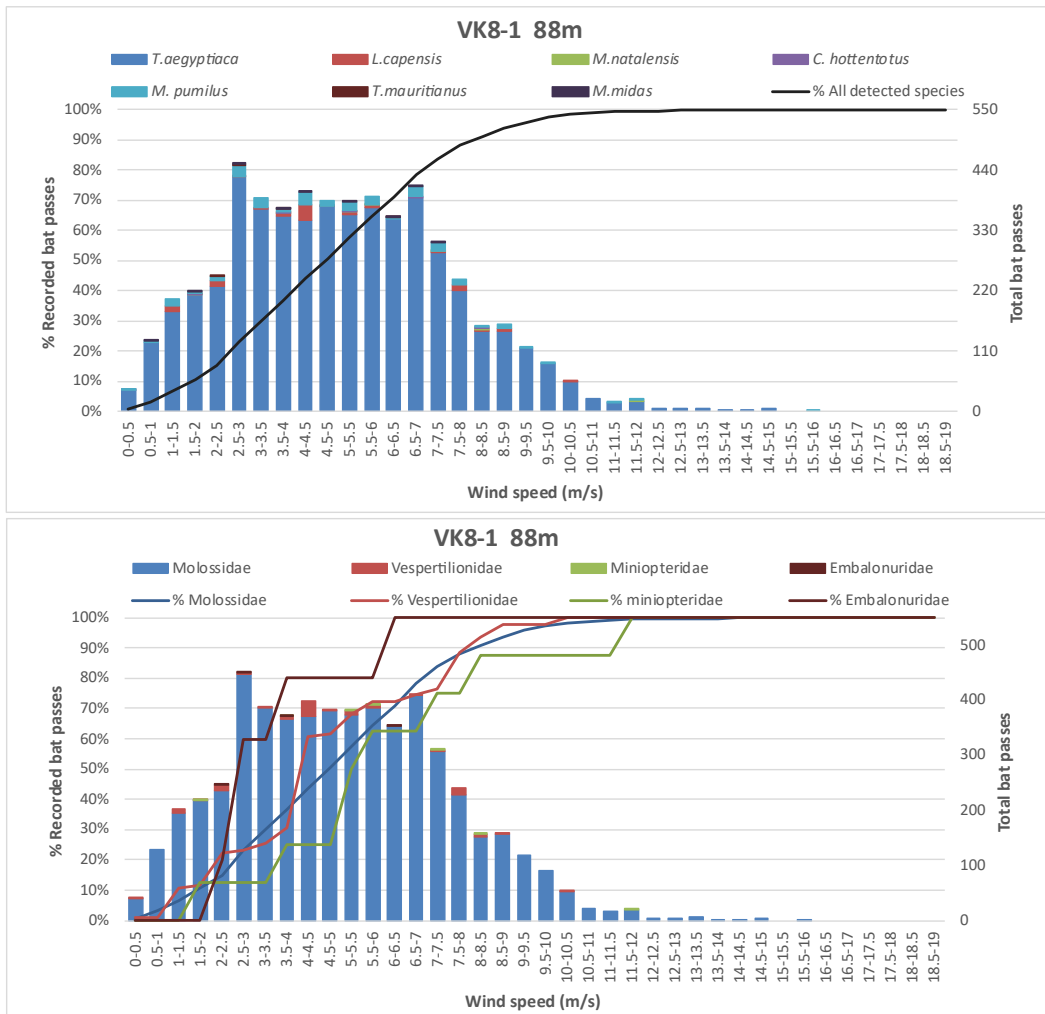 VK8-1 88m
T.aegyptiaca L.capensis M.natalensis C. hottentotus
M. pumilus T.mauritianus M.midas % All detected species
100%
90%
80%
70%
60%
50%
40%
30%
20%
10%
0%
% Recorded bat passes
550
440
330
220
110
0
Total bat passes
0-0.5 0.5-1 1-1.5 1.5-2 2-2.5 2.5-3 3-3.5 3.5-4 4-4.5 4.5-5 5-5.5 5.5-6 6-6.5 6.5-7 7-7.5 7.5-8 8-8.5 8.5-9 9-9.5 9.5-10 10-10.5 10.5-11 11-11.5 11.5-12 12-12.5 12.5-13 13-13.5 13.5-14 14-14.5 14.5-15 15-15.5 15.5-16 16-16.5 16.5-17 17-17.5 17.5-18 18-18.5 18.5-19
Wind speed (m/s)
VK8-1 88m
Molossidae Vespertilionidae Miniopteridae Embalonuridae
% Molossidae % Vespertilionidae % miniopteridae % Embalonuridae
100%
90%
80%
70%
60%
50%
40%
30%
20%
10%
0%
% Recorded bat passes
500
400
300
200
100
0
Total bat passes
0-0.5 0.5-1 1-1.5 1.5-2 2-2.5 2.5-3 3-3.5 3.5-4 4-4.5 4.5-5 5-5.5 5.5-6 6-6.5 6.5-7 7-7.5 7.5-8 8-8.5 8.5-9 9-9.5 9.5-10 10-10.5 10.5-11 11-11.5 11.5-12 12-12.5 12.5-13 13-13.5 13.5-14 14-14.5 14.5-15 15-15.5 15.5-16 16-16.5 16.5-17 17-17.5 17.5-18 18-18.5 18.5-19
Wind speed (m/s)